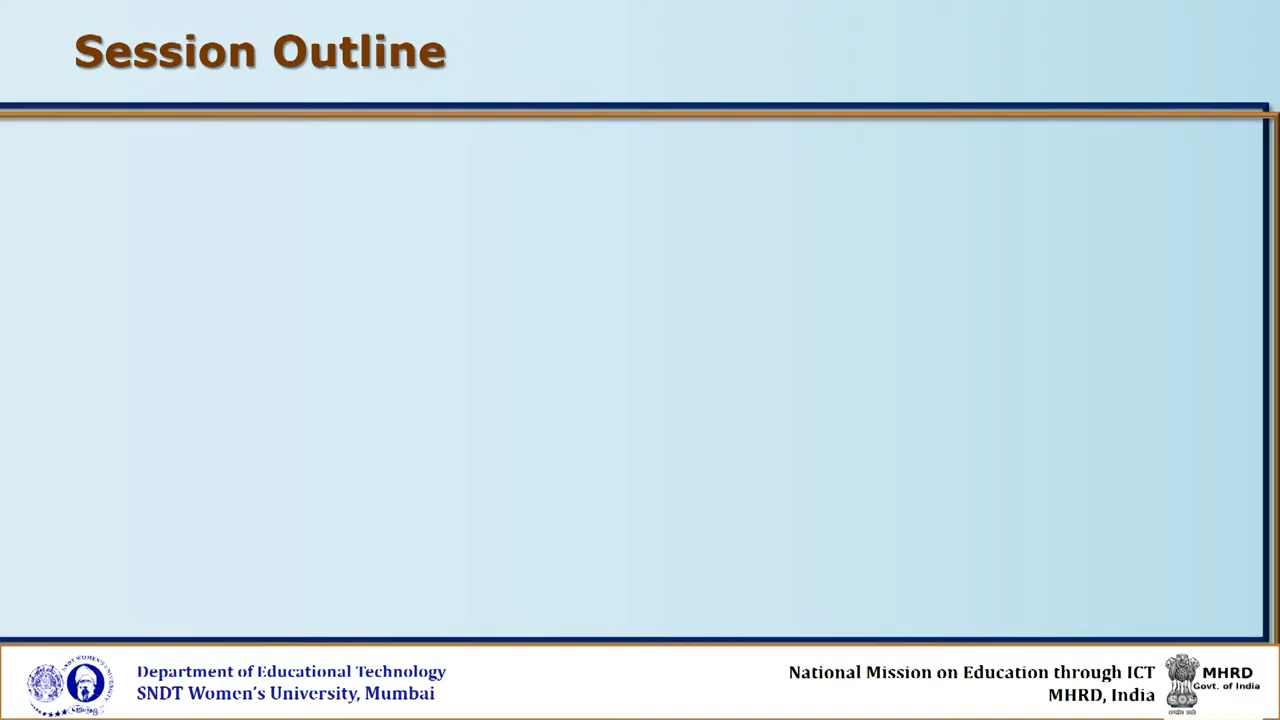 Session Outline
Department of Educational Technology
SNDT Women's University, Mumbai
National Mission on Education through ICT
MHRD, India
MHRD
Govt. of India